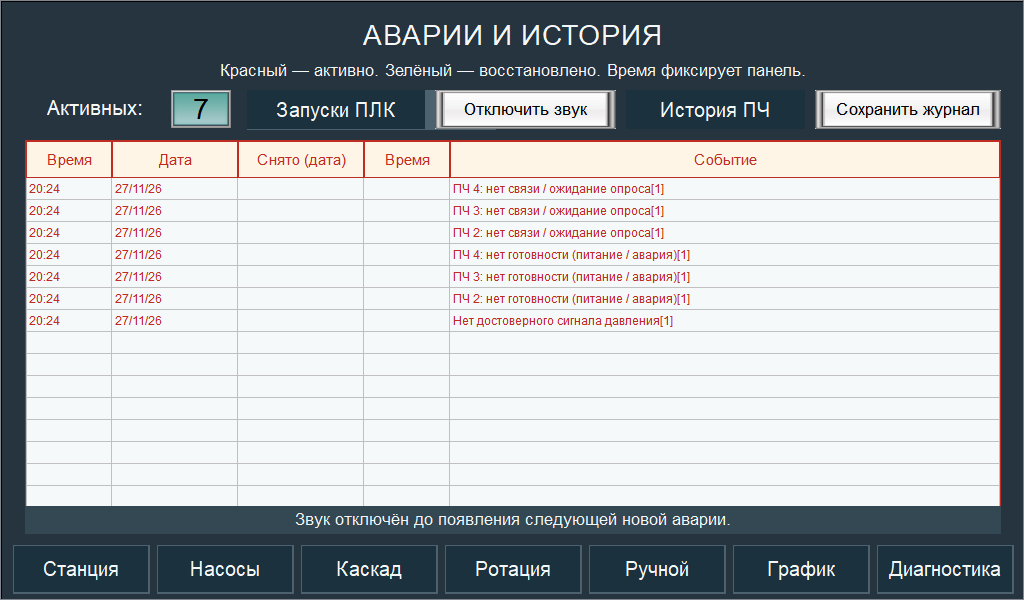 АВАРИИ И ИСТОРИЯ
Красный — активно. Зелёный — восстановлено. Время фиксирует панель.
Активных: 7 Запуски ПЛК Отключить звук История ПЧ Сохранить журнал
Время Дата Снято (дата) Время Событие
20:24 27/11/26 ПЧ 4: нет связи / ожидание опроса[1]
20:24 27/11/26 ПЧ 3: нет связи / ожидание опроса[1]
20:24 27/11/26 ПЧ 2: нет связи / ожидание опроса[1]
20:24 27/11/26 ПЧ 4: нет готовности (питание / авария)[1]
20:24 27/11/26 ПЧ 3: нет готовности (питание / авария)[1]
20:24 27/11/26 ПЧ 2: нет готовности (питание / авария)[1]
20:24 27/11/26 Нет достоверного сигнала давления[1]
Звук отключён до появления следующей новой аварии.
Станция Насосы Каскад Ротация Ручной График Диагностика